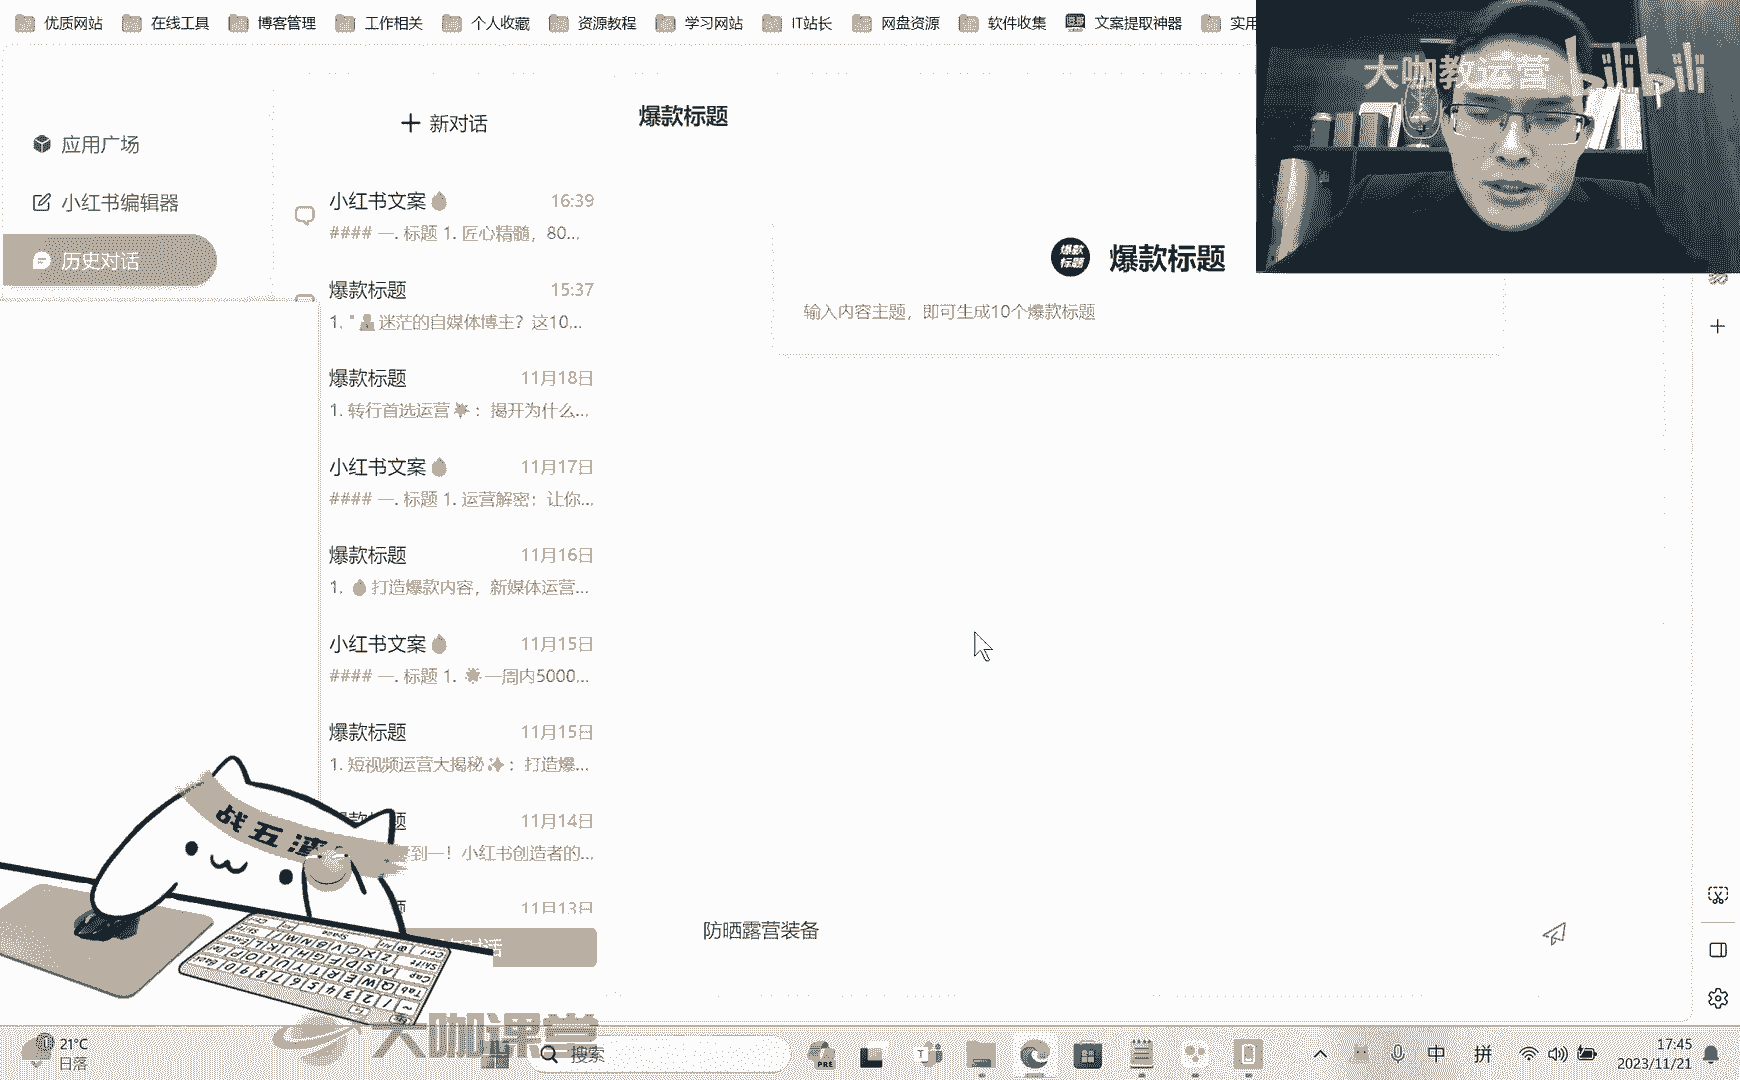 优质网站 在线工具 博客管理 工作相关 个人收藏 资源教程 学习网站 IT站长 网盘资源 软件收集 文案提取神器 实用
大咖教运营 bilibili
应用广场
小红书编辑器
历史对话
新对话
小红书文案 16:39
#### 一. 标题 1. 匠心精髓，80...
爆款标题 15:37
1. "迷茫的自媒体博主？这10...
爆款标题 11月18日
1. 转行首选运营：揭开为什么...
小红书文案 11月17日
#### 一. 标题 1. 运营解密：让你...
爆款标题 11月16日
1. 打造爆款内容，新媒体运营...
小红书文案 11月15日
#### 一. 标题 1. 一周内5000...
爆款标题 11月15日
1. 短视频运营大揭秘：打造爆...
题 11月14日
到一！小红书创造者的...
11月13日
话
爆款标题
爆款标题
爆款标题
输入内容主题，即可生成10个爆款标题
防晒露营装备
战五渣
大咖课堂
21°C
日落
搜索
PRE
中
拼
17:45
2023/11/21